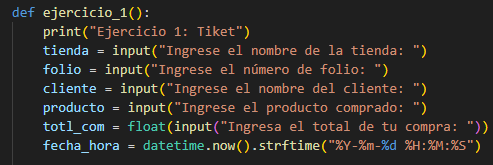 def ejercicio_1():
    print("Ejercicio 1: Tiket")
    tienda = input("Ingrese el nombre de la tienda: ")
    folio = input("Ingrese el número de folio: ")
    cliente = input("Ingrese el nombre del cliente: ")
    producto = input("Ingrese el producto comprado: ")
    totl_com = float(input("Ingresa el total de tu compra: "))
    fecha_hora = datetime.now().strftime("%Y-%m-%d %H:%M:%S")